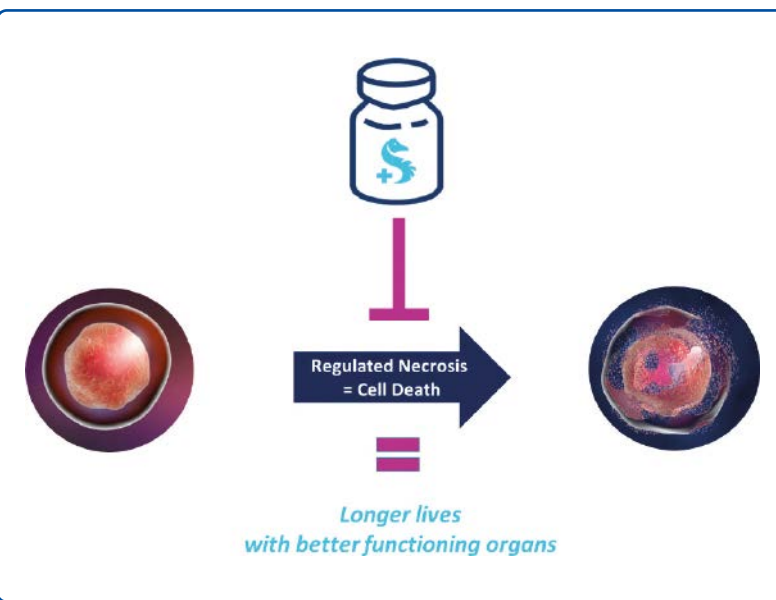 Regulated Necrosis
= Cell Death
=
Longer lives
with better functioning organs